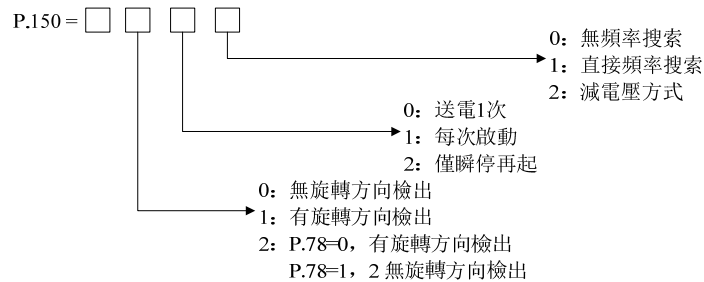 P.150 = □ □ □ □
0：無頻率搜索
1：直接頻率搜索
2：減電壓方式
0：送電1次
1：每次啟動
2：僅瞬停再起
0：無旋轉方向檢出
1：有旋轉方向檢出
2：P.78=0，有旋轉方向檢出
P.78=1，2 無旋轉方向檢出